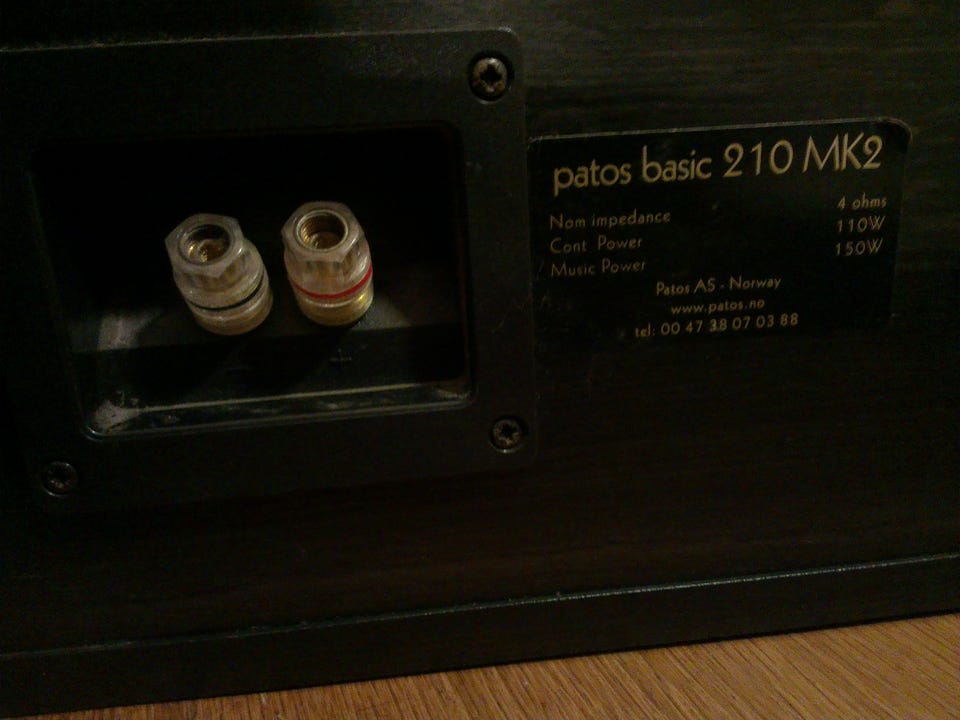 patos basic 210 MK2
Nom impedance 4 ohms
Cont Power 110W
Music Power 150W
Patos AS - Norway
www.patos.no
tel: 00 47 38 07 03 88
- +